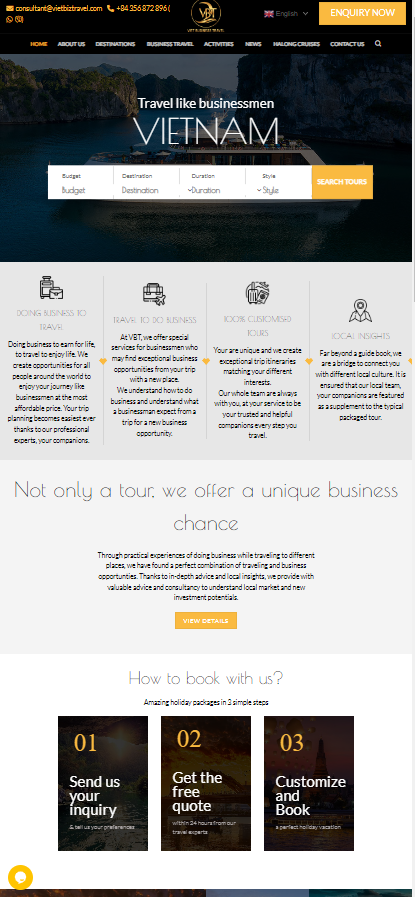 consultant@vietbiztravel.com +84 356 872 896 (
)
VBT
VIET BUSINESS TRAVEL
English
ENQUIRY NOW
HOME ABOUT US DESTINATIONS BUSINESS TRAVEL ACTIVITIES NEWS HALONG CRUISES CONTACT US
Travel like businessmen
VIETNAM
Budget Destination Duration Style
Budget Destination Duration Style
SEARCH TOURS
DOING BUSINESS TO
TRAVEL
Doing business to earn for life,
to travel to enjoy life. We
create opportunities for all
people around the world to
enjoy your journey like
businessmen at the most
affordable price. Your trip
planning becomes easiest ever
thanks to our professional
experts, your companions.
TRAVEL TO DO BUSINESS
At VBT, we offer special
services for businessmen who
may find exceptional business
opportunities from your trip
with a new place.
We understand how to do
business and understand what
a businessman expect from a
trip for a new business
opportunity.
100% CUSTOMISED
TOURS
Your are unique and we create
exceptional trip itineraries
matching your different
interests.
Our whole team are always
with you, at your service to be
your trusted and helpful
companions every step you
travel.
LOCAL INSIGHTS
Far beyond a guide book, we
are a bridge to connect you
with different local culture. It is
ensured that our local team,
your companions are featured
as a supplement to the typical
packaged tour.
Not only a tour, we offer a unique business
chance
Through practical experiences of doing business while traveling to different
places, we have found a perfect combination of traveling and business
opportunties. Thanks to in-depth advice and local insights, we provide with
valuable advice and consultancy to understand local market and new
investment potentials.
VIEW DETAILS
How to book with us?
Amazing holiday packages in 3 simple steps
01
Send us
your
inquiry
& tell us your preferences
02
Get the
free
quote
within 24 hours from our
travel experts
03
Customize
and
Book
a perfect holiday vacation